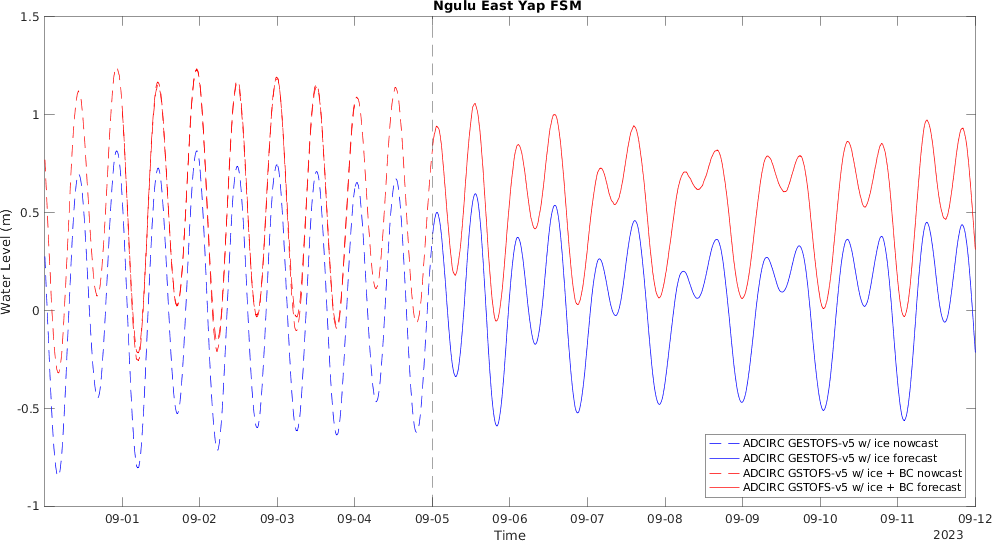 Ngulu East Yap FSM
1.5
1
0.5
0
-0.5
-1
Water Level (m)
09-01 09-02 09-03 09-04 09-05 09-06 09-07 09-08 09-09 09-10 09-11 09-12
Time
2023
ADCIRC GESTOFS-v5 w/ ice nowcast
ADCIRC GESTOFS-v5 w/ ice forecast
ADCIRC GSTOFS-v5 w/ ice + BC nowcast
ADCIRC GSTOFS-v5 w/ ice + BC forecast